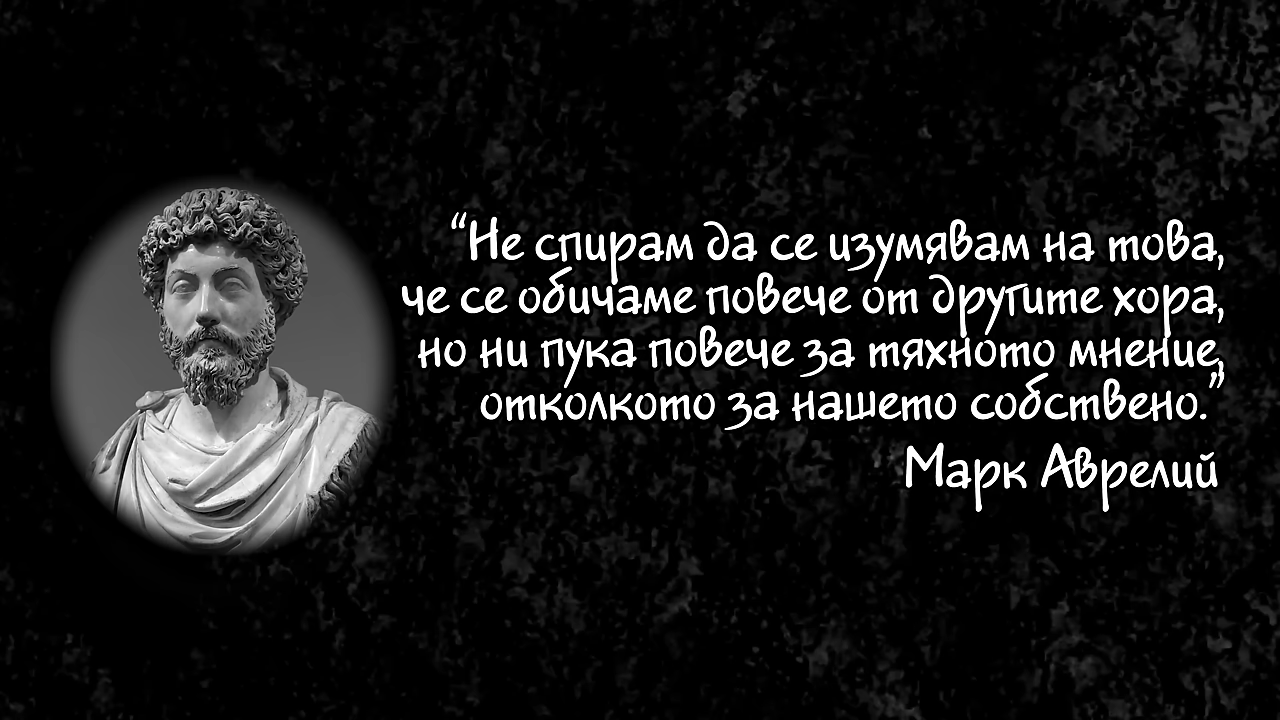 “Не спирам да се изумявам на това,
че се обичаме повече от другите хора,
но ни пука повече за тяхното мнение,
отколкото за нашето собствено.”
Марк Аврелий